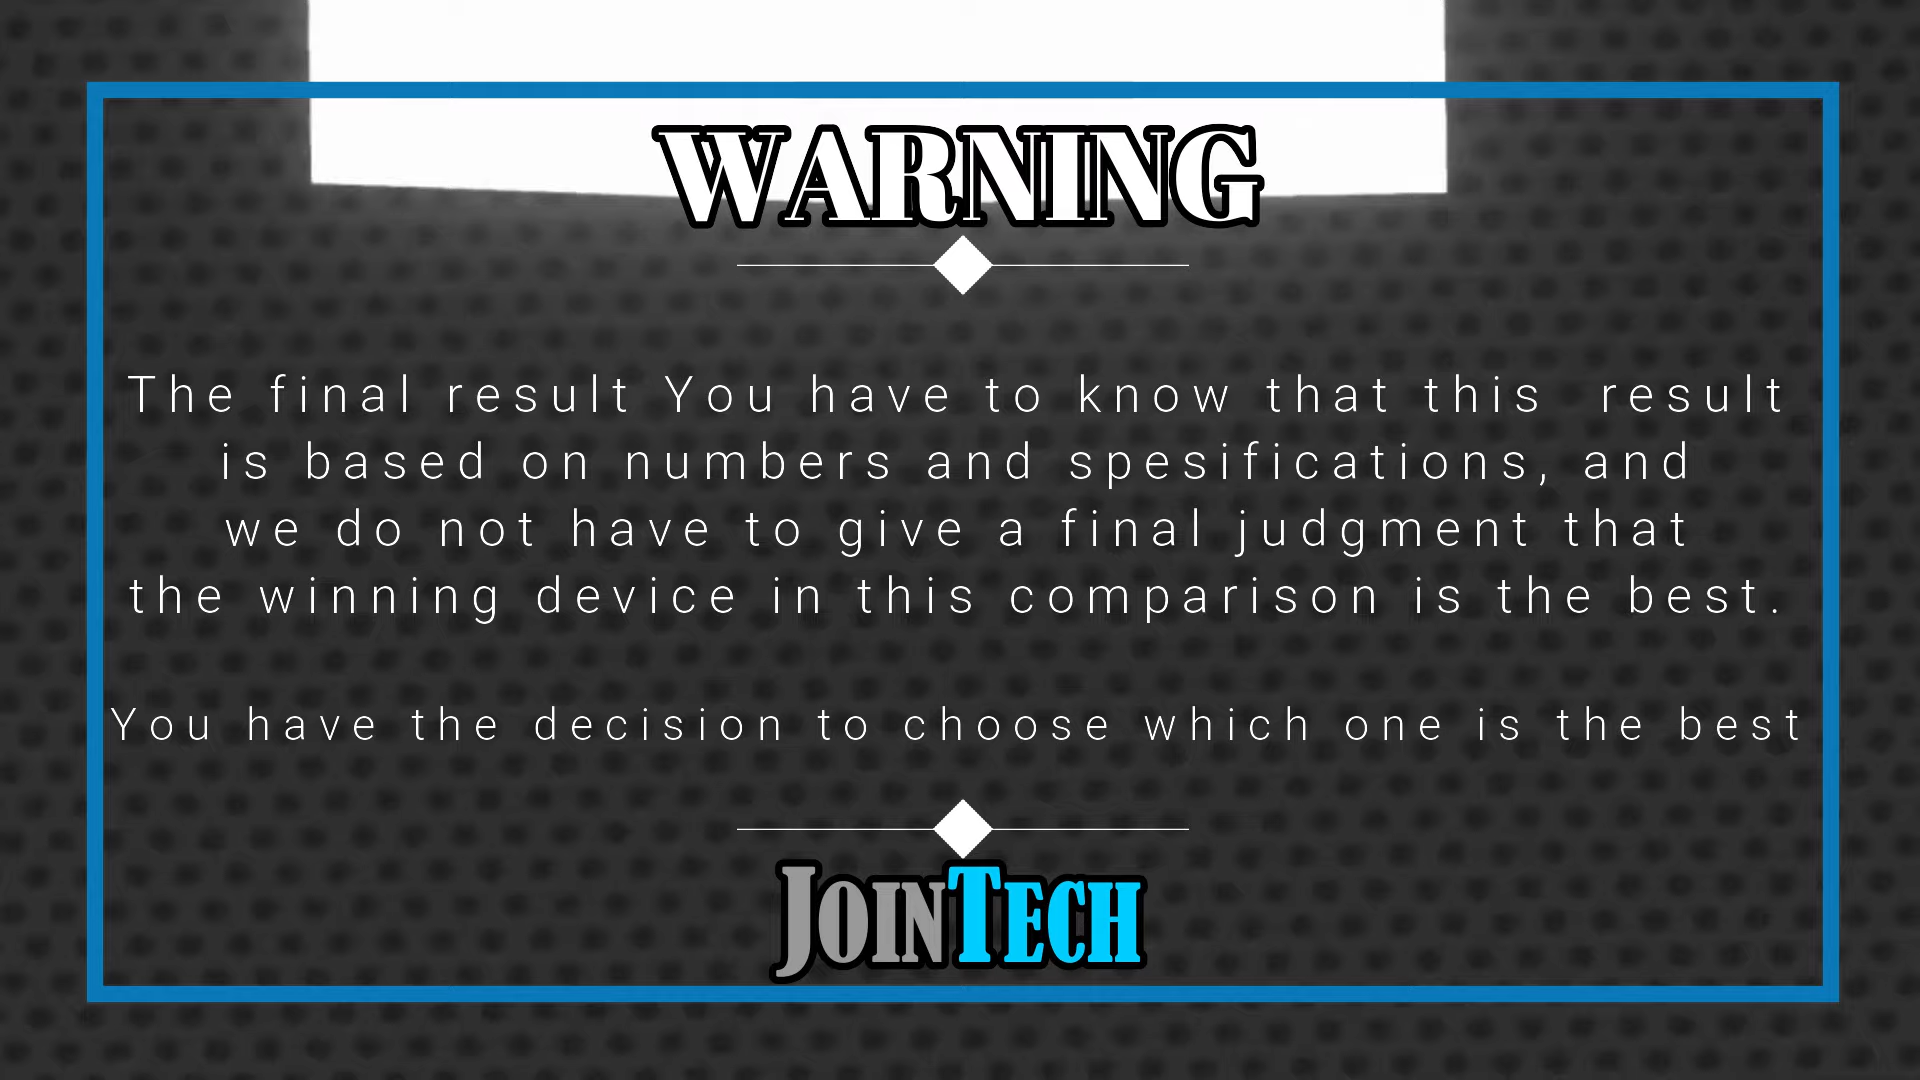 WARNING
The final result You have to know that this result
is based on numbers and spesifications, and
we do not have to give a final judgment that
the winning device in this comparison is the best.
You have the decision to choose which one is the best
JOINTECH